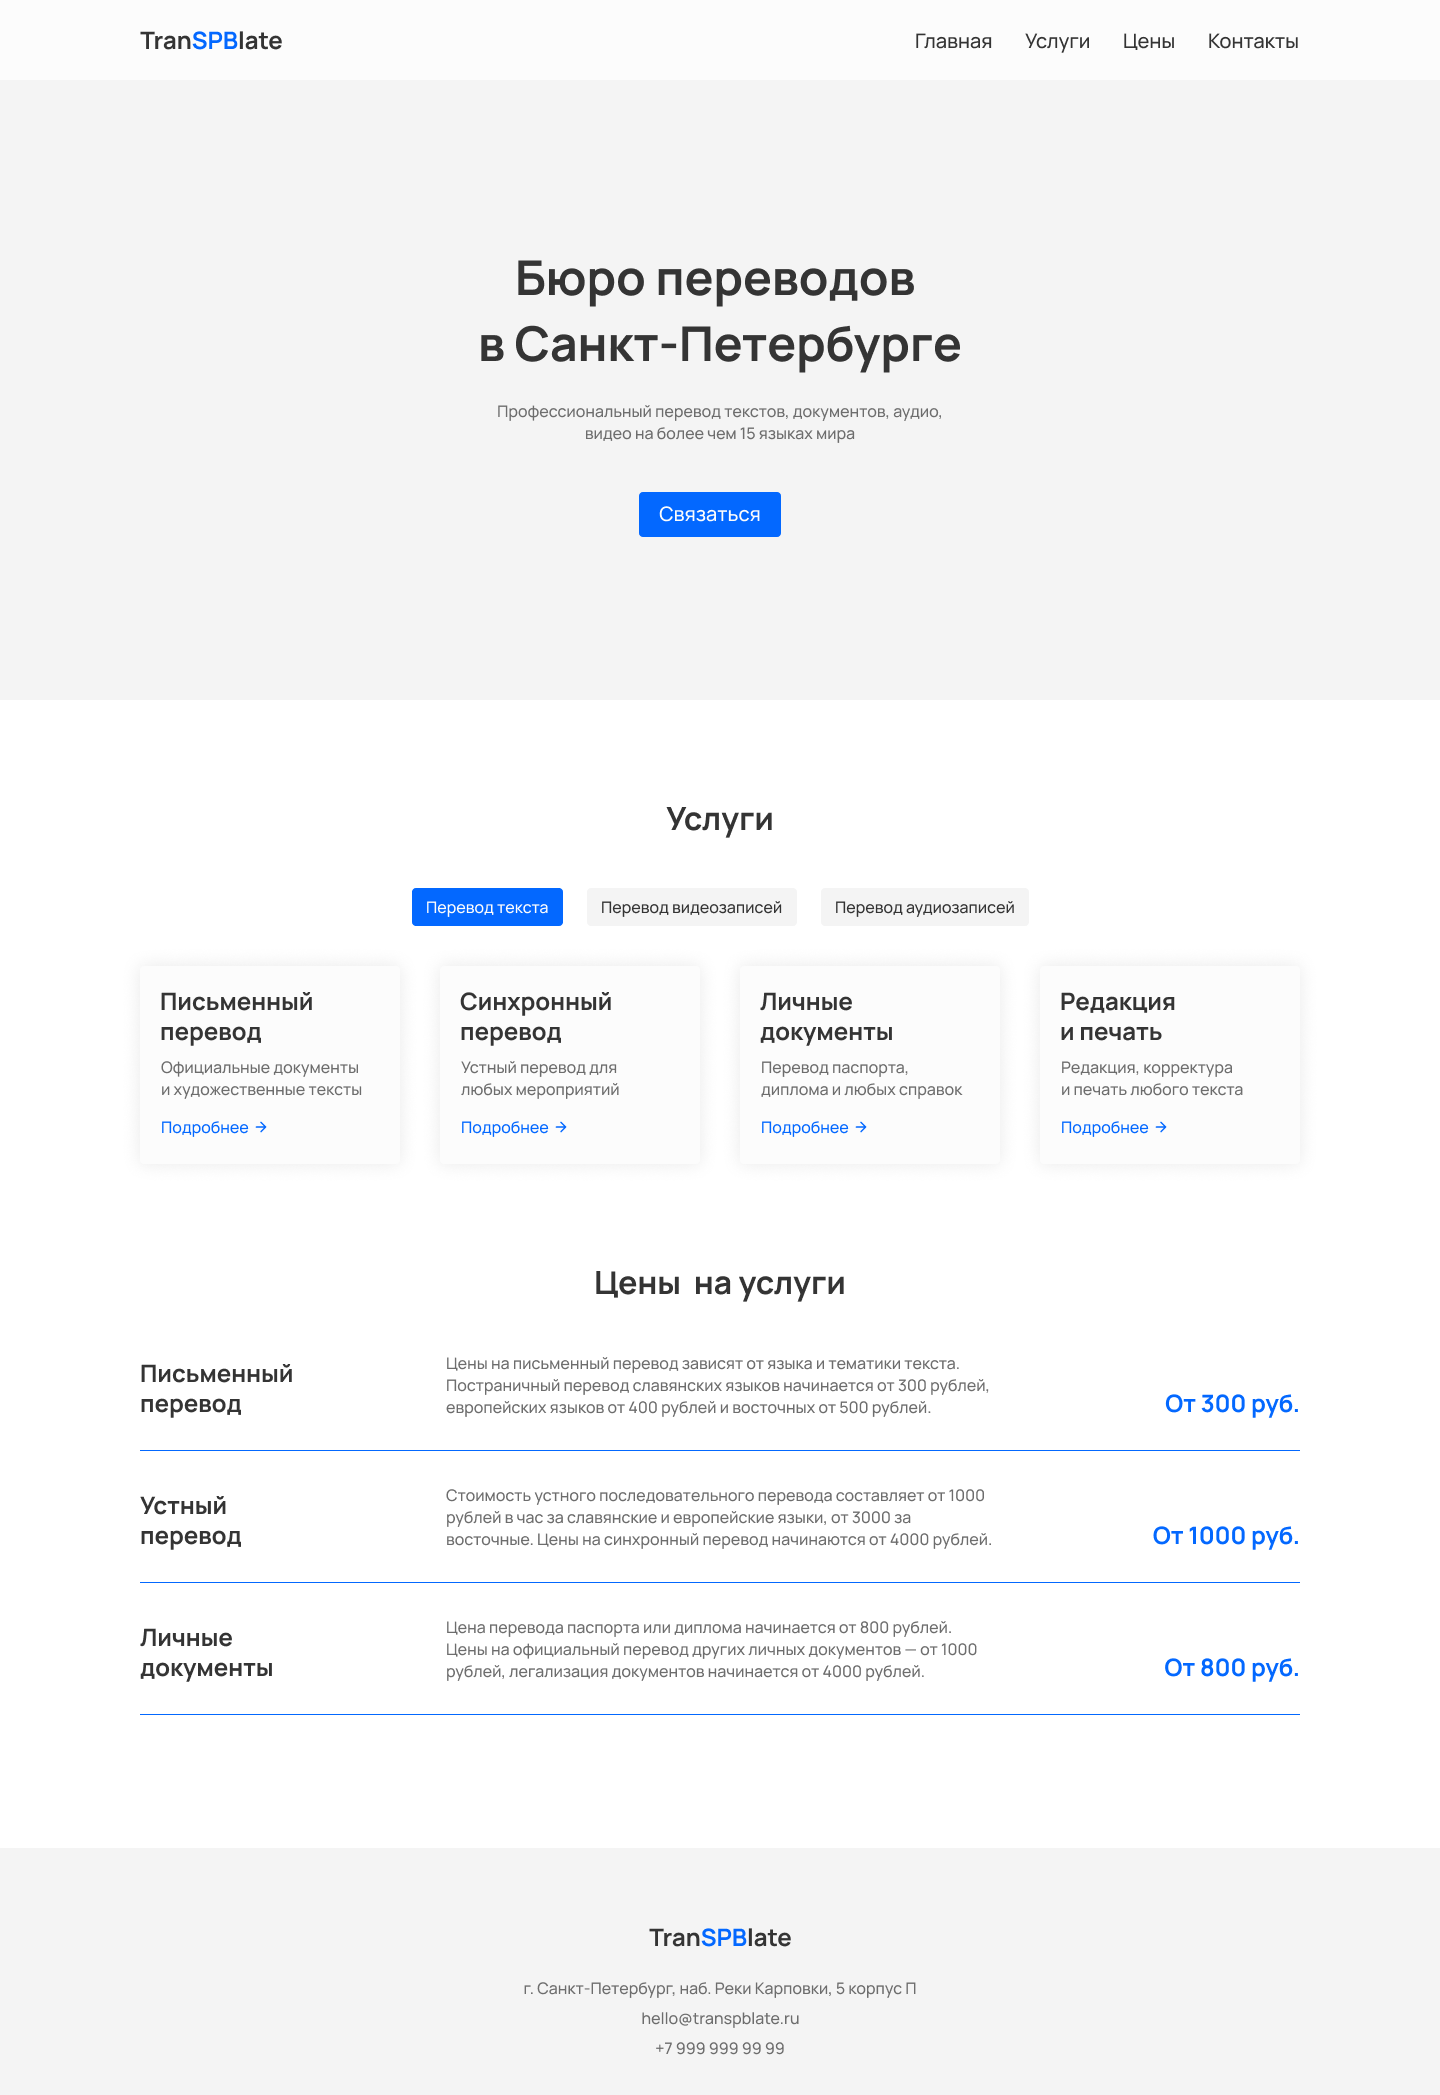 TranSPBlate
Главная Услуги Цены Контакты
Бюро переводов
в Санкт-Петербурге
Профессиональный перевод текстов, документов, аудио,
видео на более чем 15 языках мира
Связаться
Услуги
Перевод текста
Перевод видеозаписей
Перевод аудиозаписей
Письменный
перевод
Официальные документы
и художественные тексты
Подробнее →
Синхронный
перевод
Устный перевод для
любых мероприятий
Подробнее →
Личные
документы
Перевод паспорта,
диплома и любых справок
Подробнее →
Редакция
и печать
Редакция, корректура
и печать любого текста
Подробнее →
Цены на услуги
Письменный
перевод
Цены на письменный перевод зависят от языка и тематики текста.
Постраничный перевод славянских языков начинается от 300 рублей,
европейских языков от 400 рублей и восточных от 500 рублей.
От 300 руб.
Устный
перевод
Стоимость устного последовательного перевода составляет от 1000
рублей в час за славянские и европейские языки, от 3000 за
восточные. Цены на синхронный перевод начинаются от 4000 рублей.
От 1000 руб.
Личные
документы
Цена перевода паспорта или диплома начинается от 800 рублей.
Цены на официальный перевод других личных документов — от 1000
рублей, легализация документов начинается от 4000 рублей.
От 800 руб.
TranSPBlate
г. Санкт-Петербург, наб. Реки Карповки, 5 корпус П
hello@transpblate.ru
+7 999 999 99 99